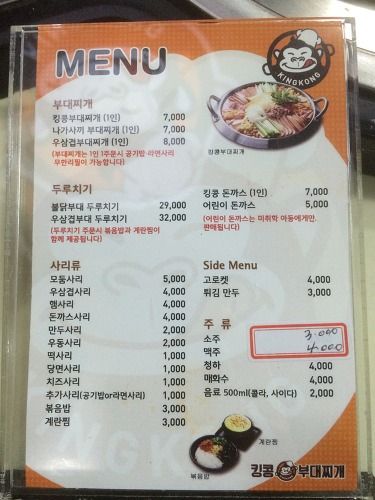 MENU
KINGKONG
부대찌개
킹콩부대찌개 (1인) 7,000
나가사끼 부대찌개 (1인) 7,000
우삼겹부대찌개 (1인) 8,000
(부대찌개는 1인 1주문시 공기밥·라면사리
무한리필이 가능합니다)
킹콩부대찌개
두루치기
불닭부대 두루치기 29,000
우삼겹부대 두루치기 32,000
(두루치기 주문시 볶음밥과 계란찜이
함께 제공됩니다)
킹콩 돈까스 (1인) 7,000
어린이 돈까스 5,000
(어린이 돈까스는 미취학 아동에게만
판매됩니다)
사리류
모둠사리 5,000
우삼겹사리 4,000
햄사리 4,000
돈까스사리 4,000
만두사리 2,000
우동사리 2,000
떡사리 1,000
당면사리 1,000
치즈사리 1,000
추가사리(공기밥or라면사리) 1,000
볶음밥 3,000
계란찜 3,000
Side Menu
고로켓 4,000
튀김 만두 3,000
주 류
소주 3.000
맥주 4.000
청하 4,000
매화수 4,000
음료 500ml(콜라, 사이다) 2,000
계란찜
볶음밥
킹콩 부대찌개